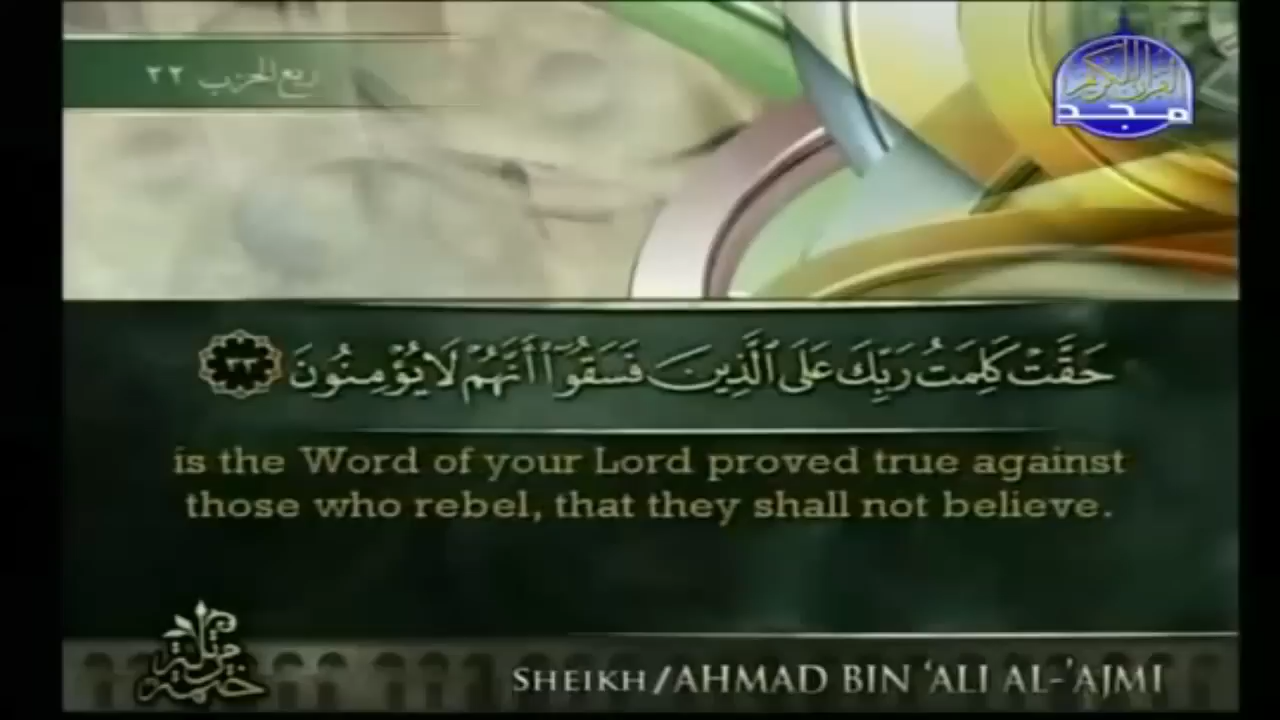 ربع الحزب ٢٢
القرآن الكريم
مجد
حَقَّتْ كَلِمَتُ رَبِّكَ عَلَى ٱلَّذِينَ فَسَقُوٓا۟ أَنَّهُمْ لَا يُؤْمِنُونَ ٣٣
is the Word of your Lord proved true against
those who rebel, that they shall not believe.
ختمة مرتلة
SHEIKH/AHMAD BIN ‘ALI AL-’AJMI